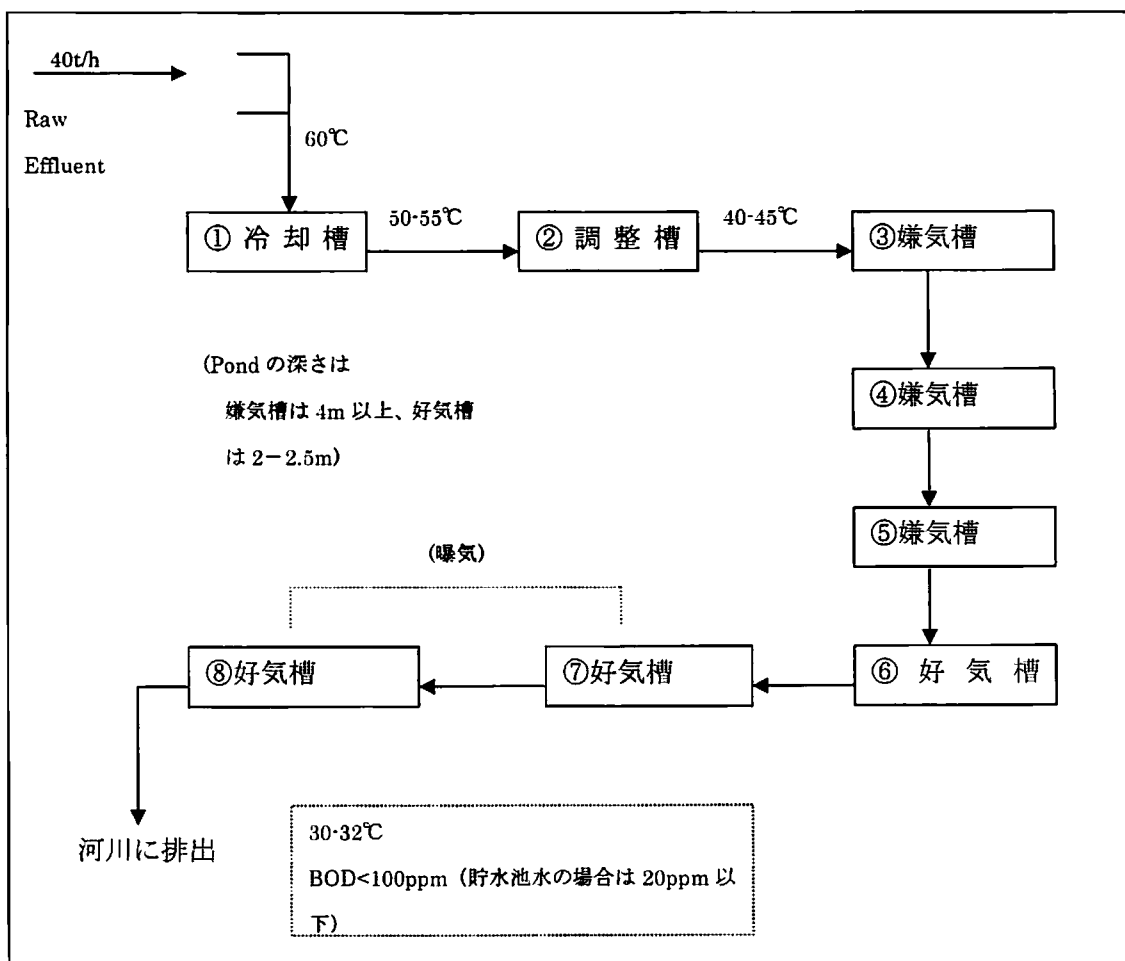 40t/h
Raw
Effluent
60℃
①冷却槽
50-55℃
②調整槽
40-45℃
③嫌気槽
(Pond の深さは
嫌気槽は 4m 以上、好気槽
は 2－2.5m)
④嫌気槽
⑤嫌気槽
(曝気)
⑧好気槽
⑦好気槽
⑥好気槽
河川に排出
30-32℃
BOD<100ppm（貯水池水の場合は 20ppm 以
下）